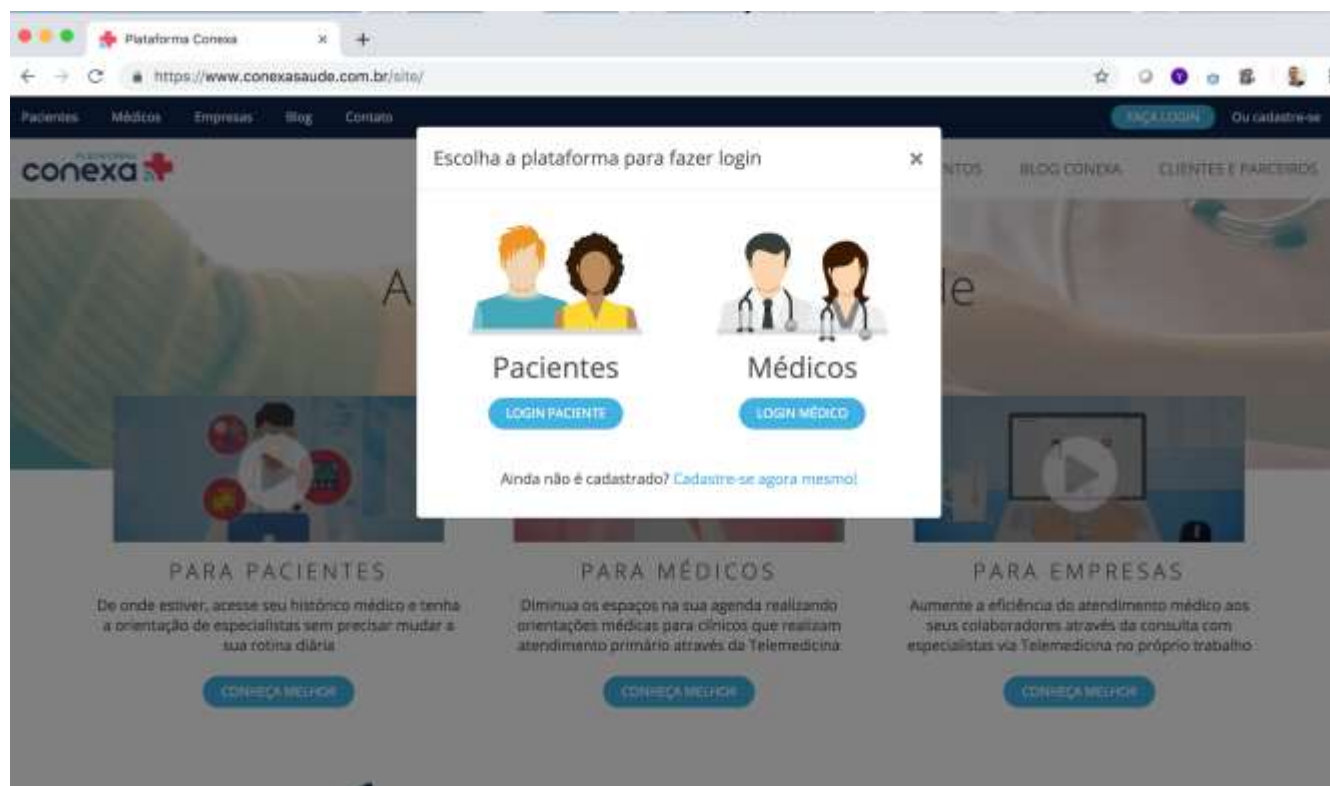 Plataforma Conexa
https://www.conexasaude.com.br/site/
Pacientes Médicos Empresas Blog Contato
FAÇA LOGIN Ou cadastre-se
conexa
Escolha a plataforma para fazer login ×
NTOS BLOG CONEXA CLIENTES E PARCEIROS
A
le
Pacientes Médicos
LOGIN PACIENTE LOGIN MÉDICO
Ainda não é cadastrado? Cadastre-se agora mesmo!
PARA PACIENTES
De onde estiver, acesse seu histórico médico e tenha
a orientação de especialistas sem precisar mudar a
sua rotina diária
CONHEÇA MELHOR
PARA MÉDICOS
Diminua os espaços na sua agenda realizando
orientações médicas para clínicos que realizam
atendimento primário através da Telemedicina
CONHEÇA MELHOR
PARA EMPRESAS
Aumente a eficiência do atendimento médico aos
seus colaboradores através da consulta com
especialistas via Telemedicina no próprio trabalho
CONHEÇA MELHOR